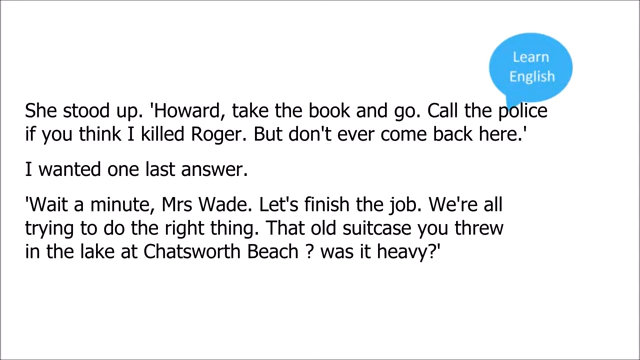 Learn
English
She stood up. 'Howard, take the book and go. Call the police
if you think I killed Roger. But don't ever come back here.'
I wanted one last answer.
'Wait a minute, Mrs Wade. Let's finish the job. We're all
trying to do the right thing. That old suitcase you threw
in the lake at Chatsworth Beach ? was it heavy?'